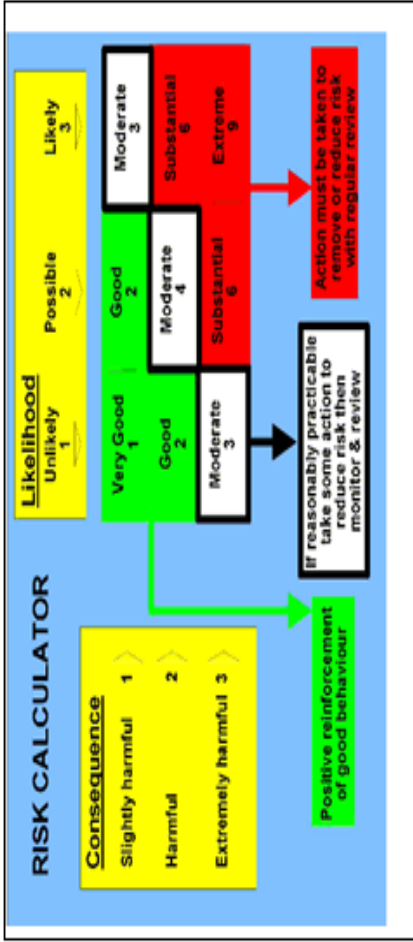 RISK CALCULATOR
Likelihood
Unlikely Possible Likely
1 2 3
Consequence
Slightly harmful 1
Harmful 2
Extremely harmful 3
Very Good Good Moderate
1 2 3
Good Moderate Substantial
2 4 6
Moderate Substantial Extreme
3 6 9
Positive reinforcement
of good behaviour
If reasonably practicable
take some action to
reduce risk then
monitor & review
Action must be taken to
remove or reduce risk
with regular review